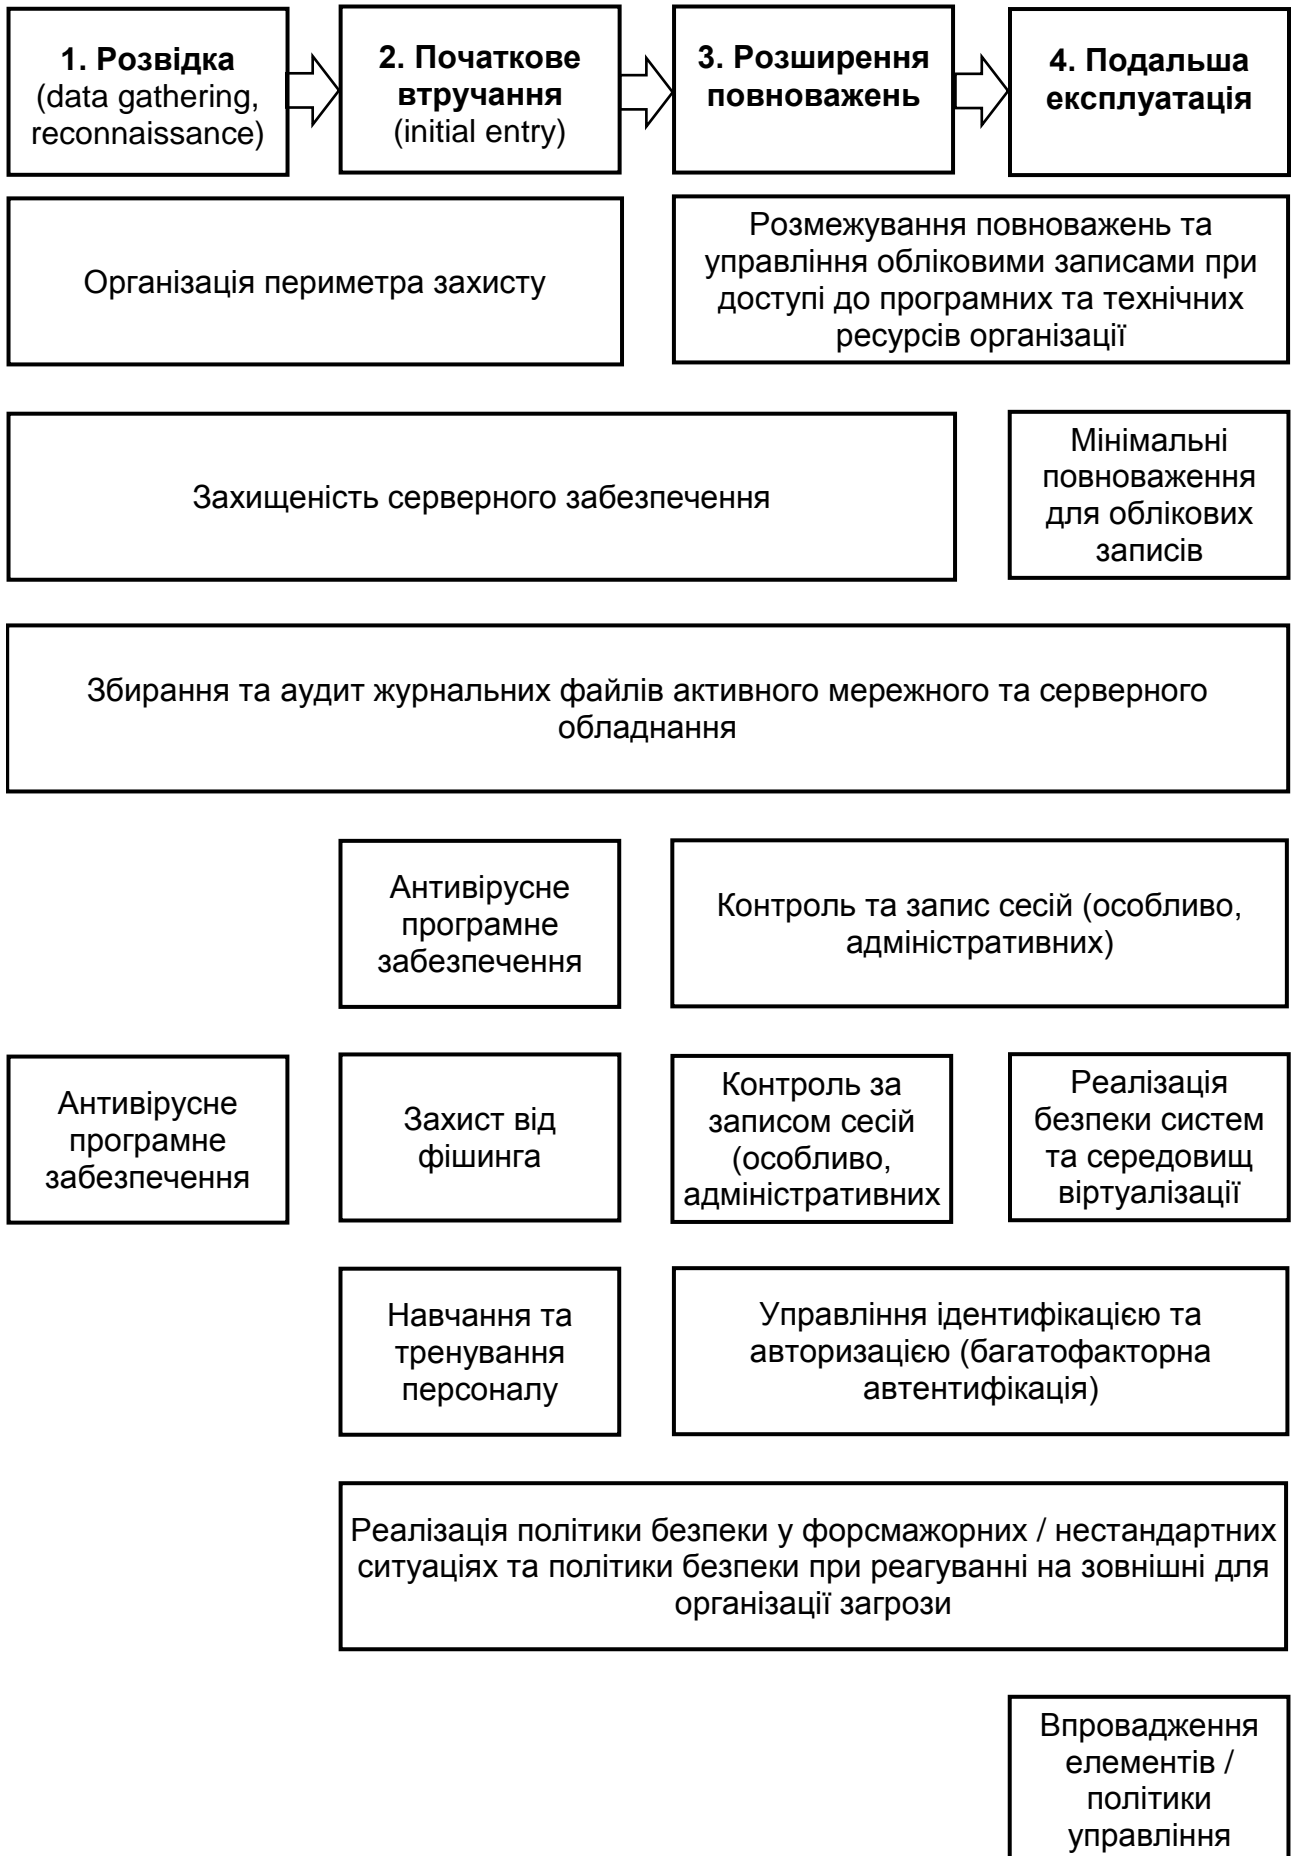 1. Розвідка
(data gathering,
reconnaissance)
2. Початкове
втручання
(initial entry)
3. Розширення
повноважень
4. Подальша
експлуатація
Організація периметра захисту
Розмежування повноважень та
управління обліковими записами при
доступі до програмних та технічних
ресурсів організації
Захищеність серверного забезпечення
Мінімальні
повноваження
для облікових
записів
Збирання та аудит журнальних файлів активного мережного та серверного
обладнання
Антивірусне
програмне
забезпечення
Контроль та запис сесій (особливо,
адміністративних)
Антивірусне
програмне
забезпечення
Захист від
фішинга
Контроль за
записом сесій
(особливо,
адміністративних
Реалізація
безпеки систем
та середовищ
віртуалізації
Навчання та
тренування
персоналу
Управління ідентифікацією та
авторизацією (багатофакторна
автентифікація)
Реалізація політики безпеки у форсмажорних / нестандартних
ситуаціях та політики безпеки при реагуванні на зовнішні для
організації загрози
Впровадження
елементів /
політики
управління